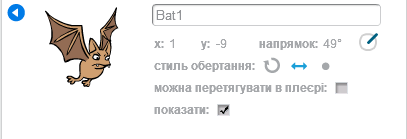 Bat1
x: 1 y: -9 напрямок: 49°
стиль обертання:
можна перетягувати в плеєрі:
показати: